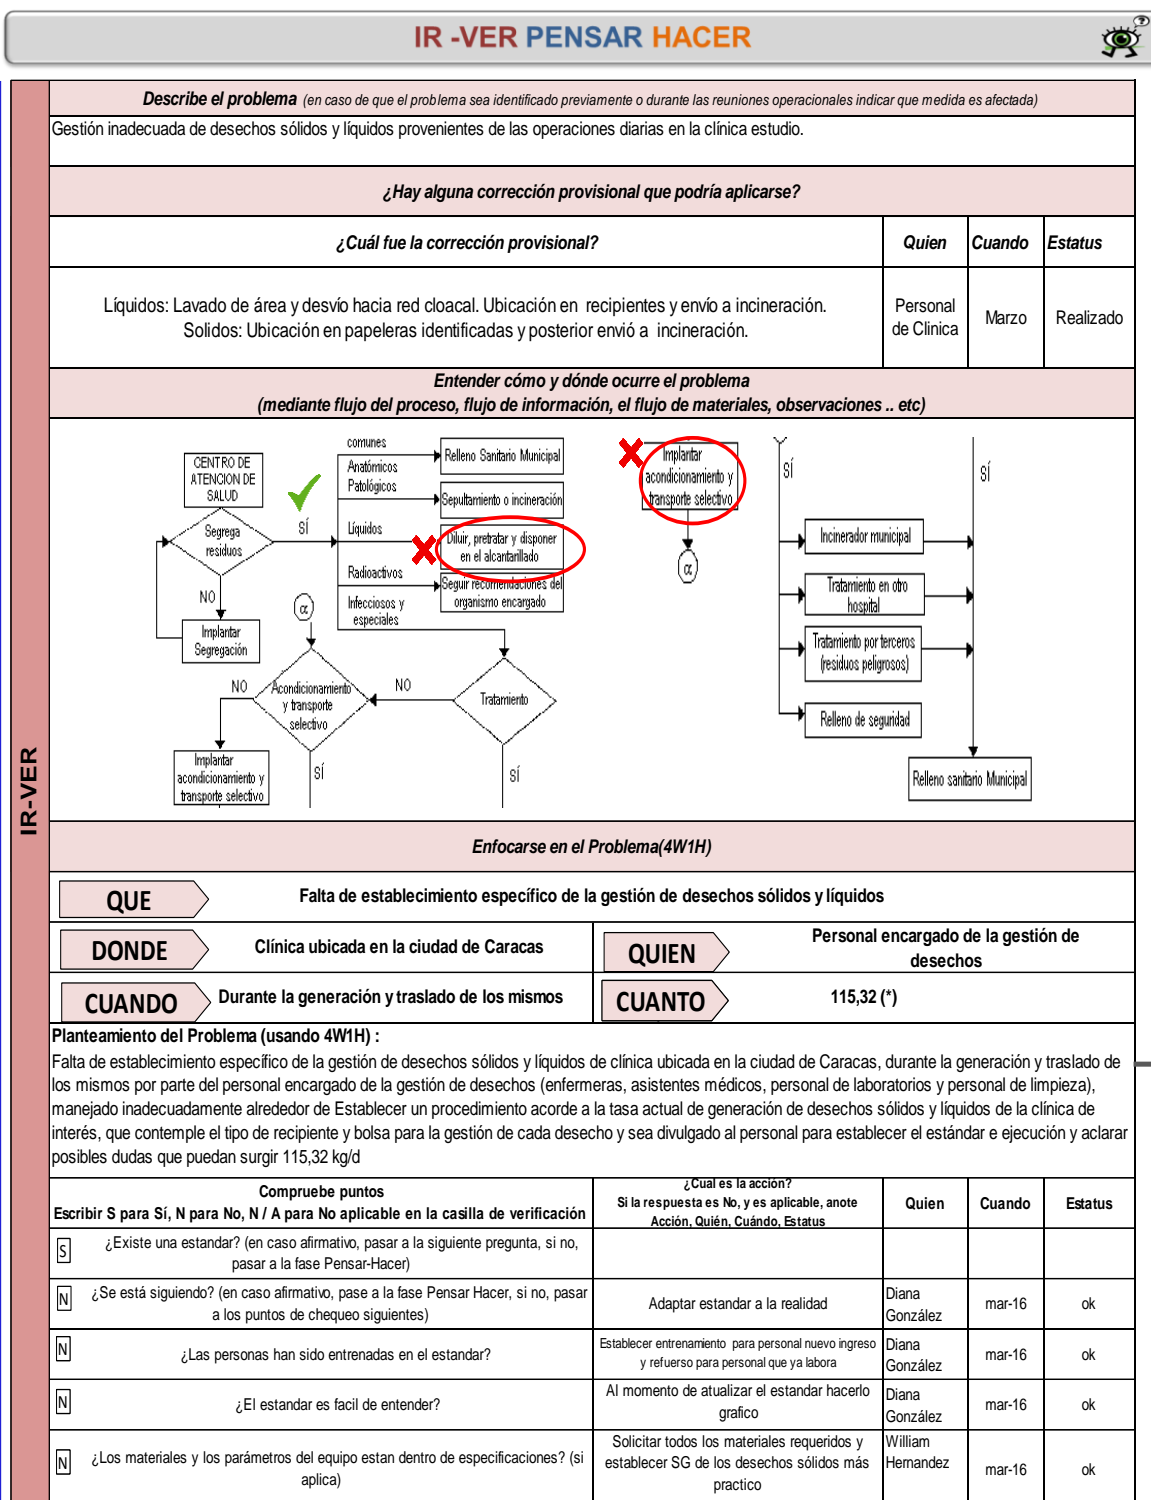 IR -VER PENSAR HACER
IR-VER
Describe el problema (en caso de que el problema sea identificado previamente o durante las reuniones operacionales indicar que medida es afectada)
Gestión inadecuada de desechos sólidos y líquidos provenientes de las operaciones diarias en la clínica estudio.
¿Hay alguna corrección provisional que podría aplicarse?
¿Cuál fue la corrección provisional?
Quien
Cuando
Estatus
Líquidos: Lavado de área y desvío hacia red cloacal. Ubicación en recipientes y envío a incineración.
Solidos: Ubicación en papeleras identificadas y posterior envió a incineración.
Personal
de Clinica
Marzo
Realizado
Entender cómo y dónde ocurre el problema
(mediante flujo del proceso, flujo de información, el flujo de materiales, observaciones .. etc)
CENTRO DE
ATENCION DE
SALUD
Segrega
residuos
SÍ
NO
Implantar
Segregación
comunes
Anatómicos
Patológicos
Líquidos
Radioactivos
Infecciosos y
especiales
Relleno Sanitario Municipal
Sepultamiento o incineración
Diluir, pretratar y disponer
en el alcantarillado
Seguir recomendaciones del
organismo encargado
α
Acondicionamiento
y transporte
selectivo
NO
NO
Tratamiento
Implantar
acondicionamiento y
transporte selectivo
SÍ
SÍ
Implantar
acondicionamiento y
transporte selectivo
α
SÍ
SÍ
Incinerador municipal
Tratamiento en otro
hospital
Tratamiento por terceros
(residuos peligrosos)
Relleno de seguridad
Relleno sanitario Municipal
Enfocarse en el Problema(4W1H)
QUE
Falta de establecimiento específico de la gestión de desechos sólidos y líquidos
DONDE
Clínica ubicada en la ciudad de Caracas
QUIEN
Personal encargado de la gestión de
desechos
CUANDO
Durante la generación y traslado de los mismos
CUANTO
115,32 (*)
Planteamiento del Problema (usando 4W1H) :
Falta de establecimiento específico de la gestión de desechos sólidos y líquidos de clínica ubicada en la ciudad de Caracas, durante la generación y traslado de
los mismos por parte del personal encargado de la gestión de desechos (enfermeras, asistentes médicos, personal de laboratorios y personal de limpieza),
manejado inadecuadamente alrededor de Establecer un procedimiento acorde a la tasa actual de generación de desechos sólidos y líquidos de la clínica de
interés, que contemple el tipo de recipiente y bolsa para la gestión de cada desecho y sea divulgado al personal para establecer el estándar e ejecución y aclarar
posibles dudas que puedan surgir 115,32 kg/d
Compruebe puntos
Escribir S para Sí, N para No, N / A para No aplicable en la casilla de verificación
¿Cual es la acción?
Si la respuesta es No, y es aplicable, anote
Acción, Quién, Cuándo, Estatus
Quien
Cuando
Estatus
S
¿Existe una estandar? (en caso afirmativo, pasar a la siguiente pregunta, si no,
pasar a la fase Pensar-Hacer)
N
¿Se está siguiendo? (en caso afirmativo, pase a la fase Pensar Hacer, si no, pasar
a los puntos de chequeo siguientes)
Adaptar estandar a la realidad
Diana
González
mar-16
ok
N
¿Las personas han sido entrenadas en el estandar?
Establecer entrenamiento para personal nuevo ingreso
y refuerso para personal que ya labora
Diana
González
mar-16
ok
N
¿El estandar es facil de entender?
Al momento de atualizar el estandar hacerlo
grafico
Diana
González
mar-16
ok
N
¿Los materiales y los parámetros del equipo estan dentro de especificaciones? (si
aplica)
Solicitar todos los materiales requeridos y
establecer SG de los desechos sólidos más
practico
William
Hernandez
mar-16
ok